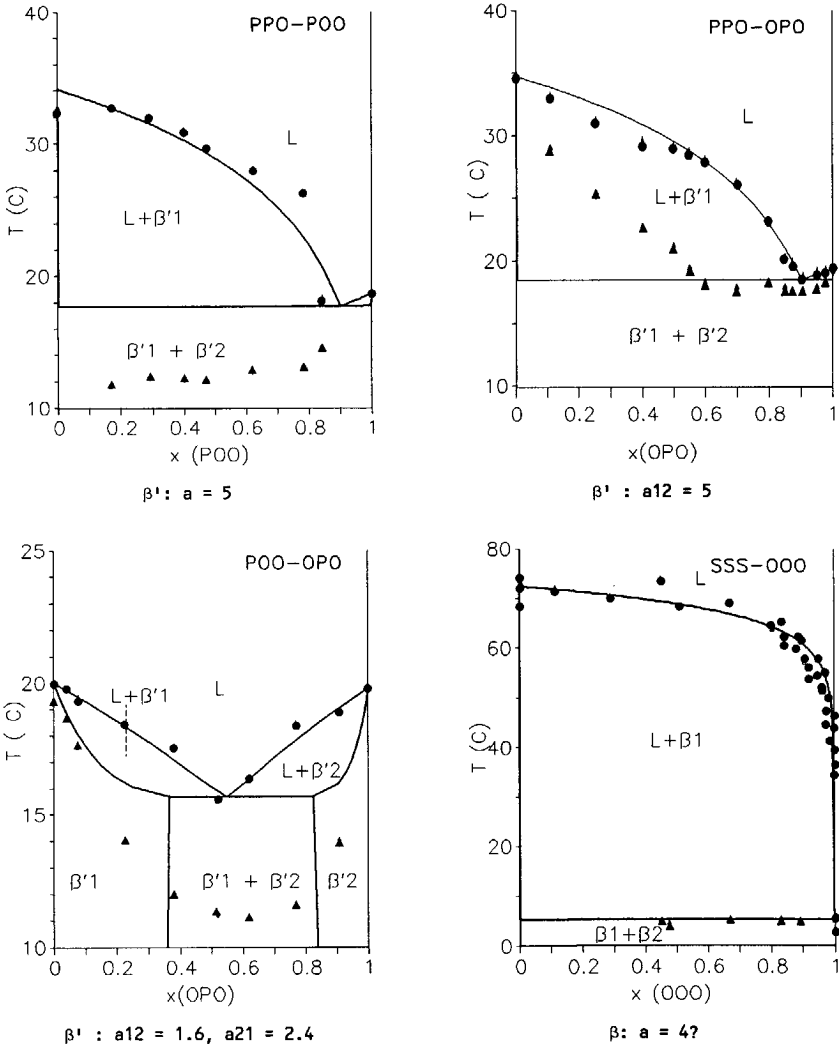 PPO-POO
40
30
20
10
T (C)
L
L+β'1
β'1 + β'2
0 0.2 0.4 0.6 0.8 1
x (POO)
β': a = 5
PPO-OPO
40
30
20
10
T ( C)
L
L+β'1
β'1 + β'2
0 0.2 0.4 0.6 0.8 1
x(OPO)
β' : a12 = 5
POO-OPO
25
20
15
10
T ( C)
L+β'1
L
L+β'2
β'1
β'1 + β'2
β'2
0 0.2 0.4 0.6 0.8 1
x(OPO)
β' : a12 = 1.6, a21 = 2.4
SSS-OOO
80
60
40
20
0
T (C)
L
L+β1
β1+β2
0 0.2 0.4 0.6 0.8 1
x (OOO)
β: a = 4?